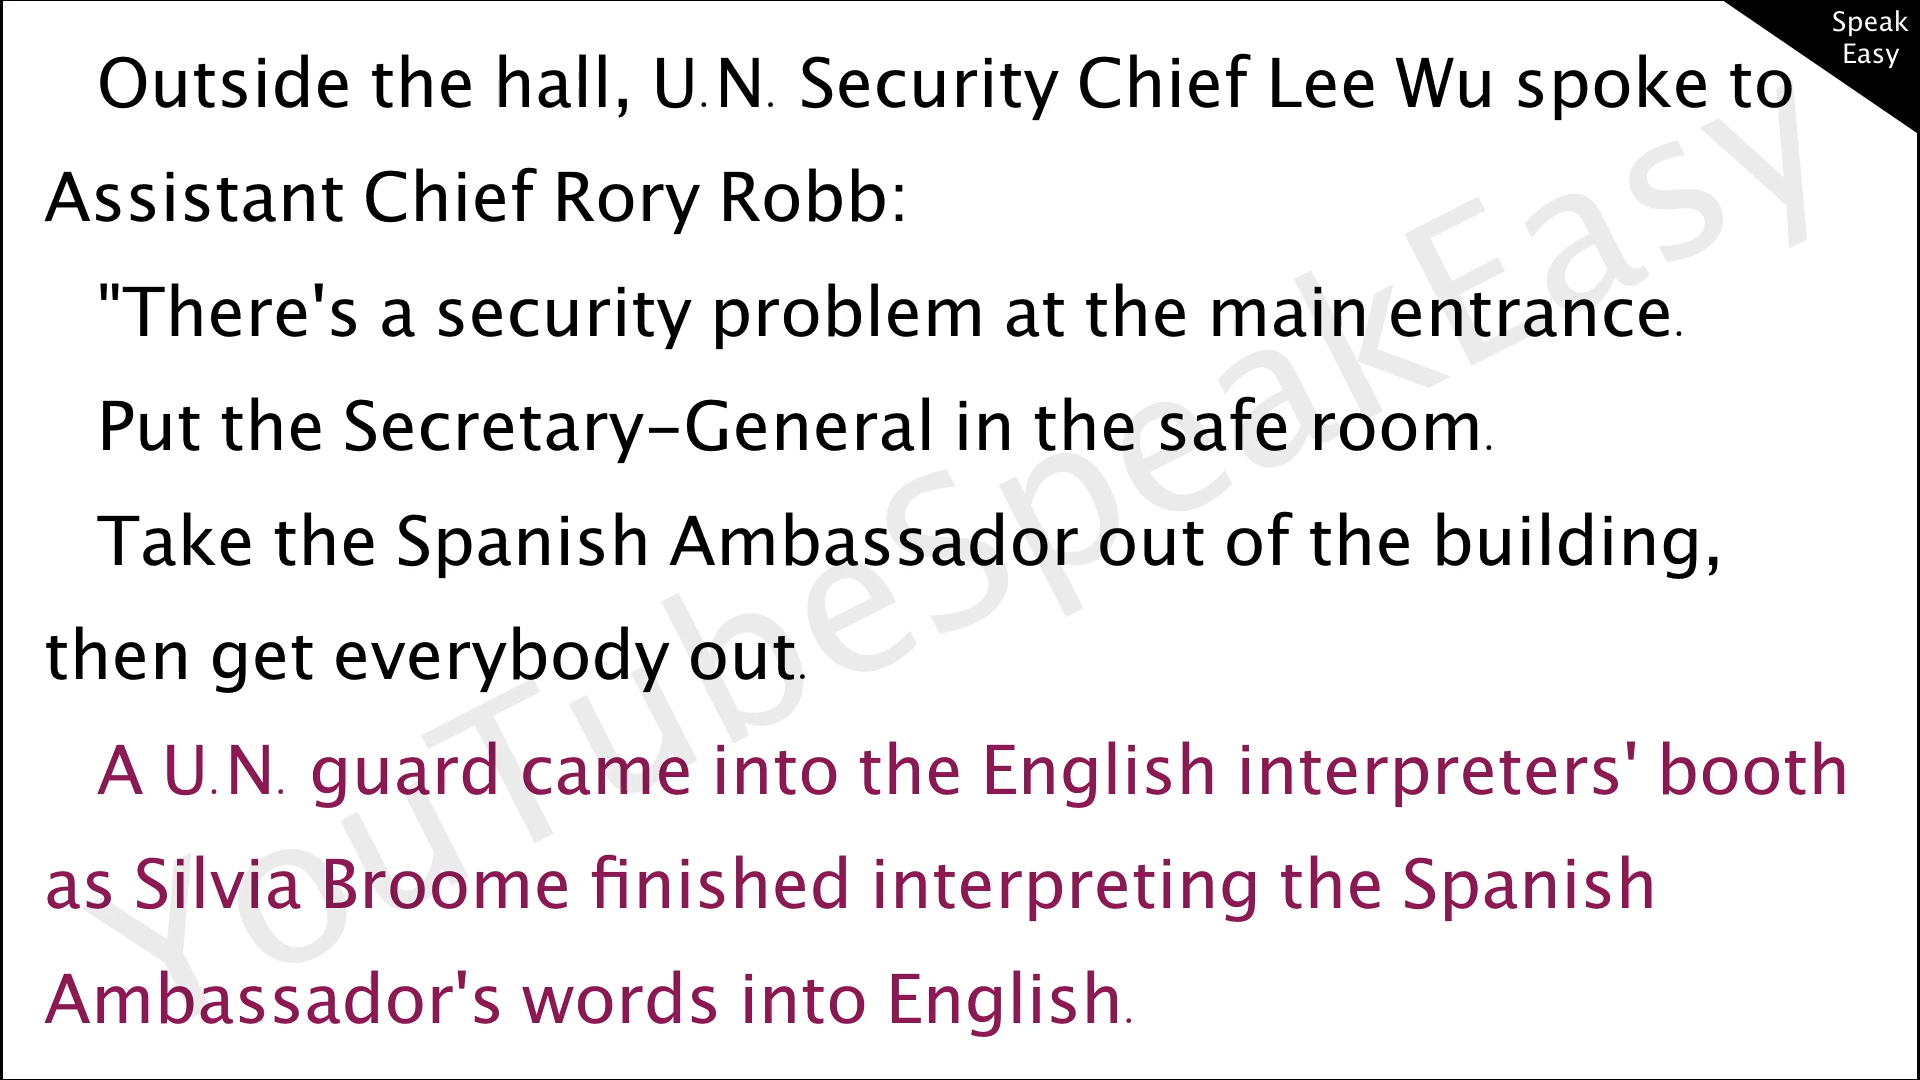 Speak
Easy
Outside the hall, U.N. Security Chief Lee Wu spoke to
Assistant Chief Rory Robb:
"There's a security problem at the main entrance.
Put the Secretary-General in the safe room.
Take the Spanish Ambassador out of the building,
then get everybody out.
A U.N. guard came into the English interpreters' booth
as Silvia Broome finished interpreting the Spanish
Ambassador's words into English.
YouTubeSpeakEasy